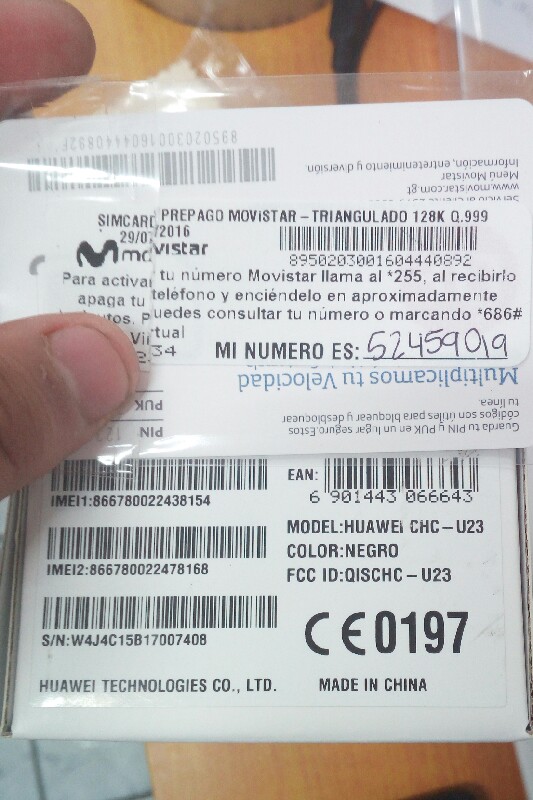 8950203001604440892F
Información, entretenimiento y diversión.
Menú Movistar
www.movistar.com.gt
SIMCARD PREPAGO MOVISTAR - TRIANGULADO 128K Q.999
29/07/2016
movistar
8950203001604440892
Para activar tu número Movistar llama al *255, al recibirlo
apaga tu teléfono y enciéndelo en aproximadamente
puedes consultar tu número o marcando *686#
Virtual
34
MI NUMERO ES: 52459019
Multiplicamos tu Velocidad
Guarda tu PIN y PUK en un lugar seguro.Estos
códigos son útiles para bloquear y desbloquear
tu línea.
PUK
PIN
EAN:
6 901443 066643
IMEI1:866780022438154
MODEL:HUAWEI CHC-U23
COLOR:NEGRO
IMEI2:866780022478168
FCC ID:QISCHC-U23
S/N:W4J4C15B17007408
CE0197
HUAWEI TECHNOLOGIES CO., LTD.
MADE IN CHINA